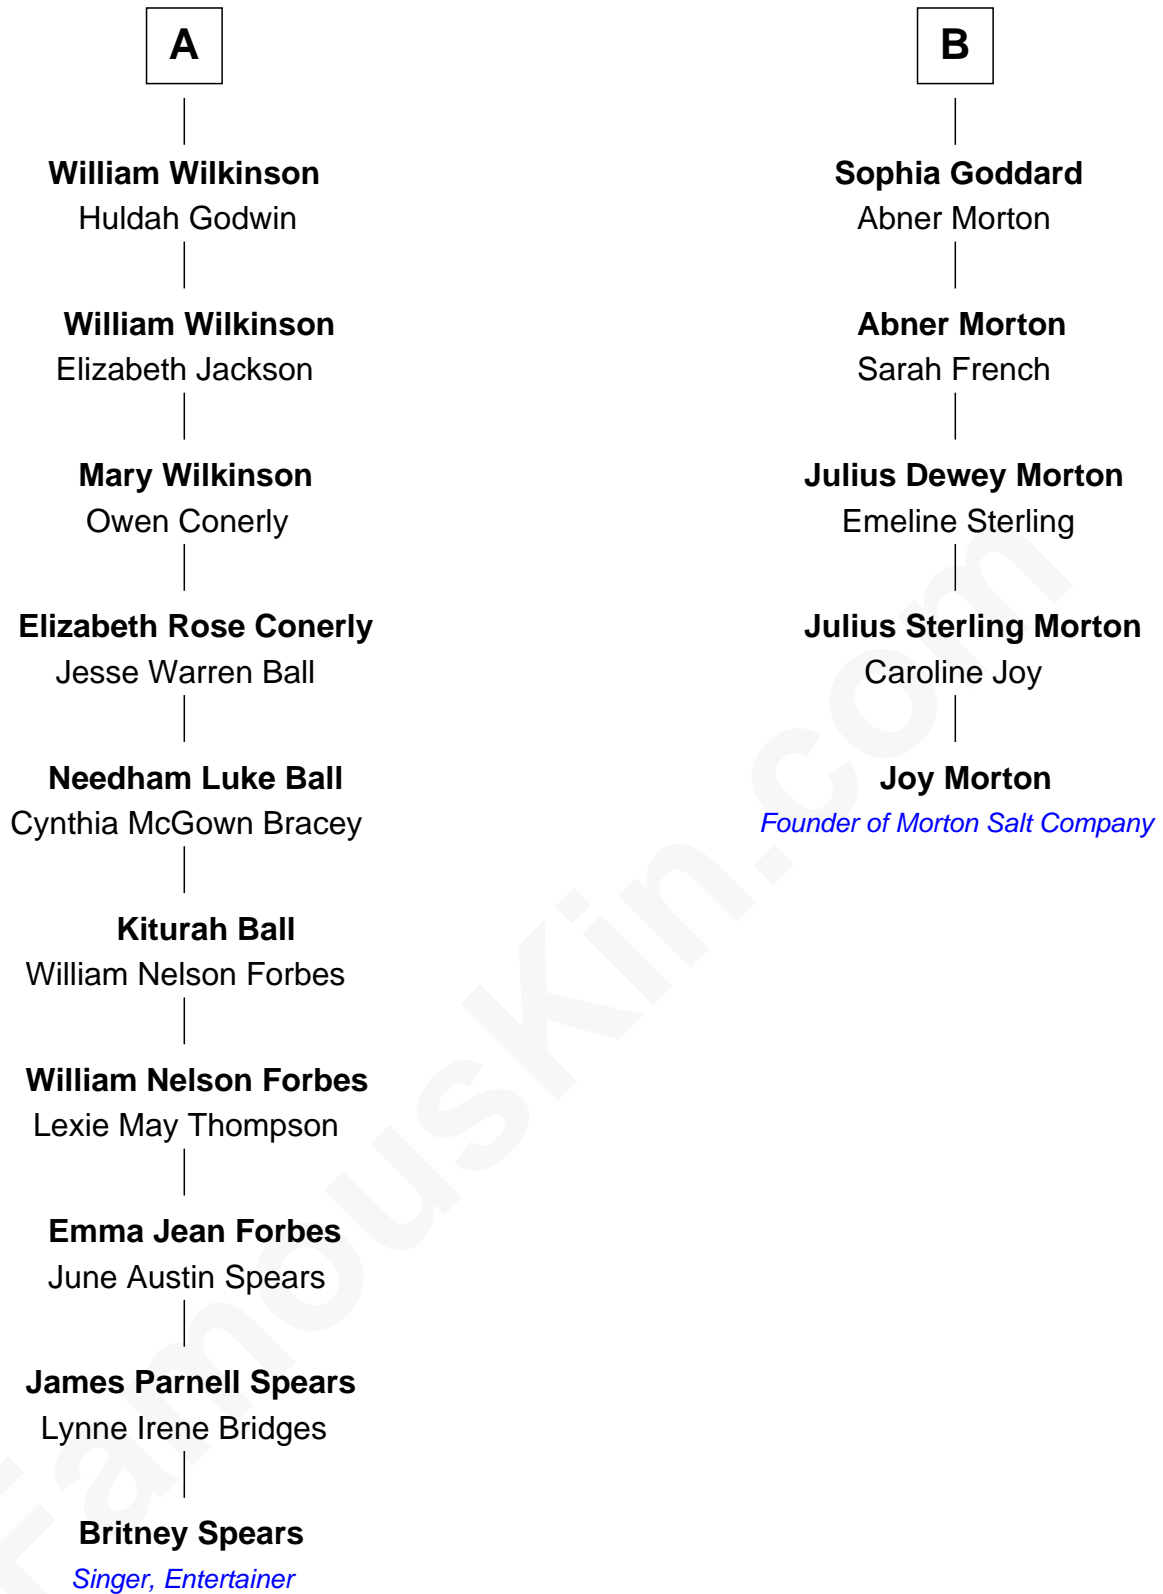 A
William Wilkinson
Huldah Godwin
William Wilkinson
Elizabeth Jackson
Mary Wilkinson
Owen Conerly
Elizabeth Rose Conerly
Jesse Warren Ball
Needham Luke Ball
Cynthia McGown Bracey
Kiturah Ball
William Nelson Forbes
William Nelson Forbes
Lexie May Thompson
Emma Jean Forbes
June Austin Spears
James Parnell Spears
Lynne Irene Bridges
Britney Spears
Singer, Entertainer
B
Sophia Goddard
Abner Morton
Abner Morton
Sarah French
Julius Dewey Morton
Emeline Sterling
Julius Sterling Morton
Caroline Joy
Joy Morton
Founder of Morton Salt Company
FamousKin.com